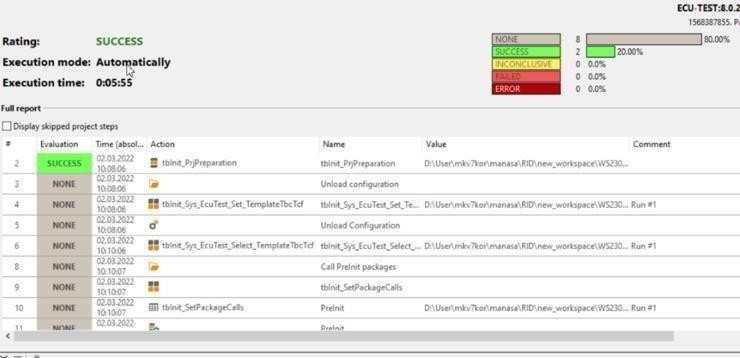 ECU-TEST:8.0.2
1568387855. Pa
Rating: SUCCESS
Execution mode: Automatically
Execution time: 0:05:55
NONE 8 80.00%
SUCCESS 2 20.00%
INCONCLUSIVE 0 0.0%
FAILED 0 0.0%
ERROR 0 0.0%
Full report
Display skipped project steps
# Evaluation Time (absol... Action Name Value Comment
2 SUCCESS 02.03.2022 10:08:06 tbInit_PrjPreparation tbInit_PrjPreparation D:\User\mkv7kor\manasa\RID\new_workspace\WS230...
3 NONE 02.03.2022 10:08:06 Unload configuration
4 NONE 02.03.2022 10:08:06 tbInit_Sys_EcuTest_Set_TemplateTbcTcf tbInit_Sys_EcuTest_Set_Te... D:\User\mkv7kor\manasa\RID\new_workspace\WS230... Run #1
5 NONE 02.03.2022 10:08:06 Unload Configuration
6 NONE 02.03.2022 10:10:06 tbInit_Sys_EcuTest_Select_TemplateTbcTcf tbInit_Sys_EcuTest_Select_... D:\User\mkv7kor\manasa\RID\new_workspace\WS230... Run #1
8 NONE 02.03.2022 10:10:07 Call PreInit packages
9 NONE 02.03.2022 10:10:07 tbInit_SetPackageCalls
10 NONE 02.03.2022 10:10:07 tbInit_SetPackageCalls PreInit D:\User\mkv7kor\manasa\RID\new_workspace\WS230... Run #1
11 NONE 02.03.2022 PreInit